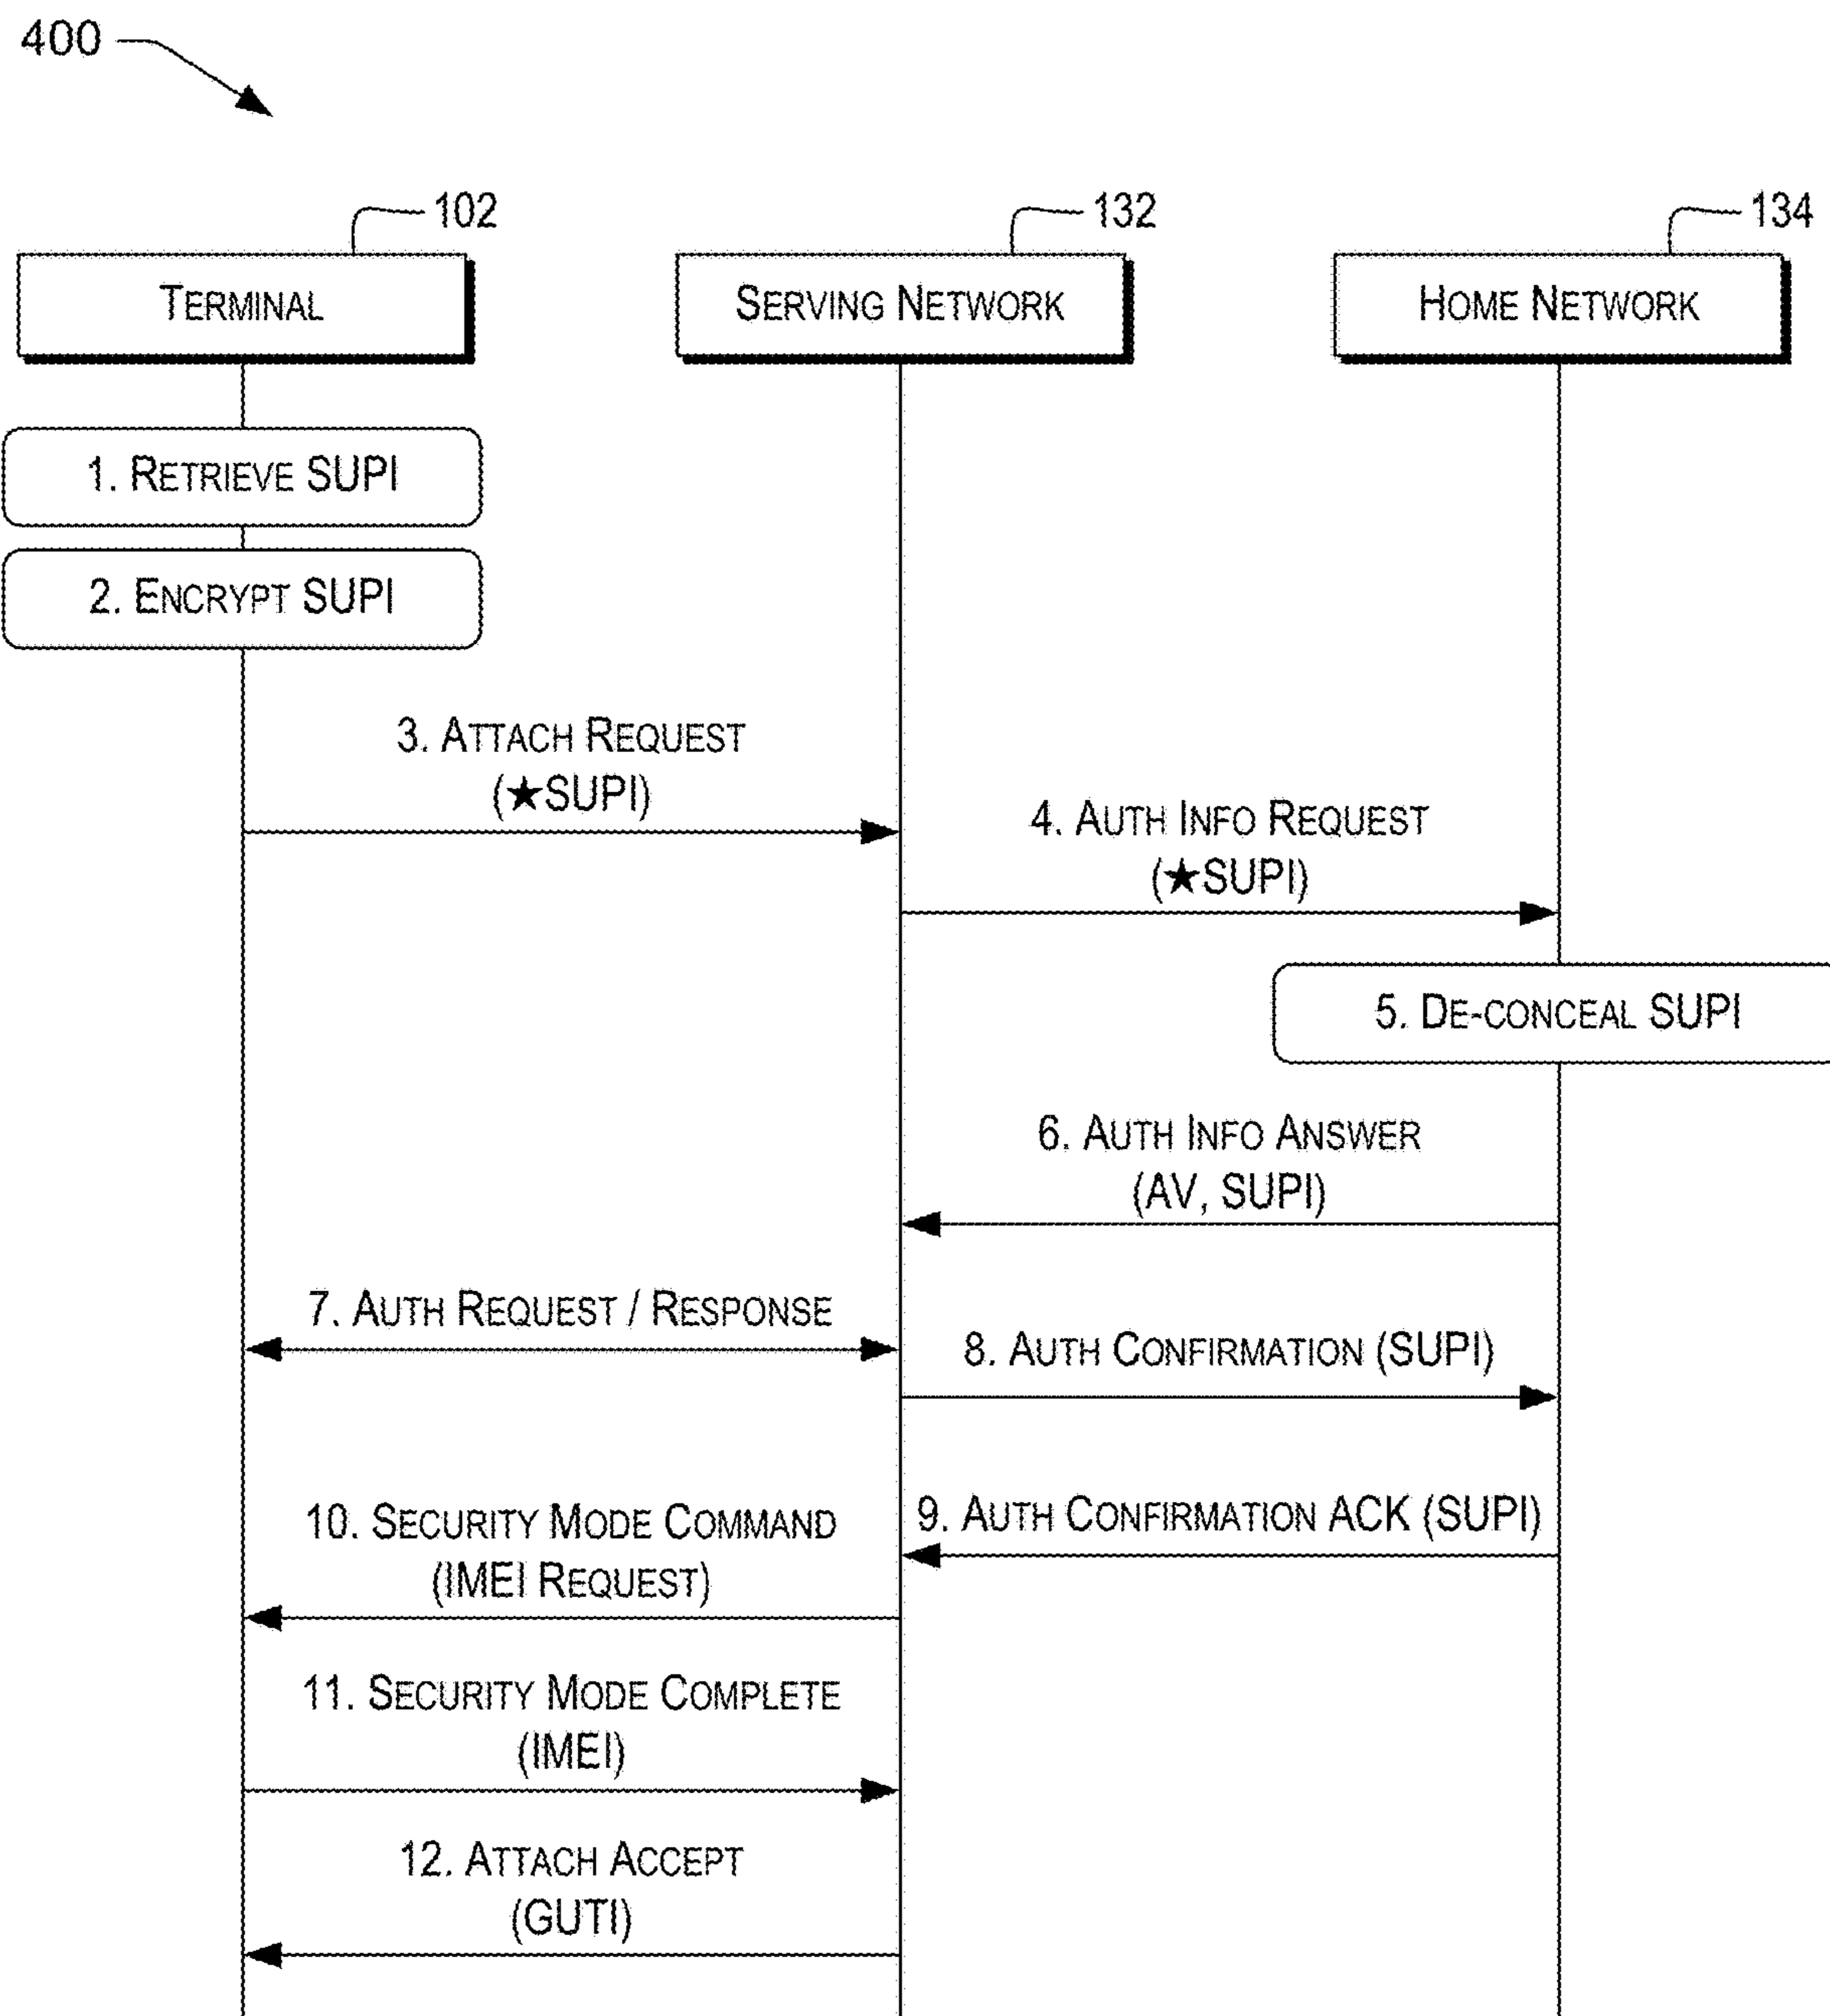 400
102
132
134
TERMINAL
SERVING NETWORK
HOME NETWORK
1. RETRIEVE SUPI
2. ENCRYPT SUPI
3. ATTACH REQUEST
(★SUPI)
4. AUTH INFO REQUEST
(★SUPI)
5. DE-CONCEAL SUPI
6. AUTH INFO ANSWER
(AV, SUPI)
7. AUTH REQUEST / RESPONSE
8. AUTH CONFIRMATION (SUPI)
9. AUTH CONFIRMATION ACK (SUPI)
10. SECURITY MODE COMMAND
(IMEI REQUEST)
11. SECURITY MODE COMPLETE
(IMEI)
12. ATTACH ACCEPT
(GUTI)